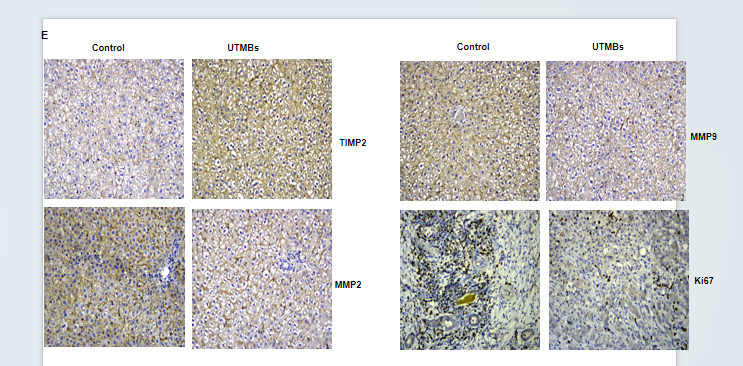 E
Control
UTMBs
Control
UTMBs
TIMP2
MMP9
MMP2
Ki67